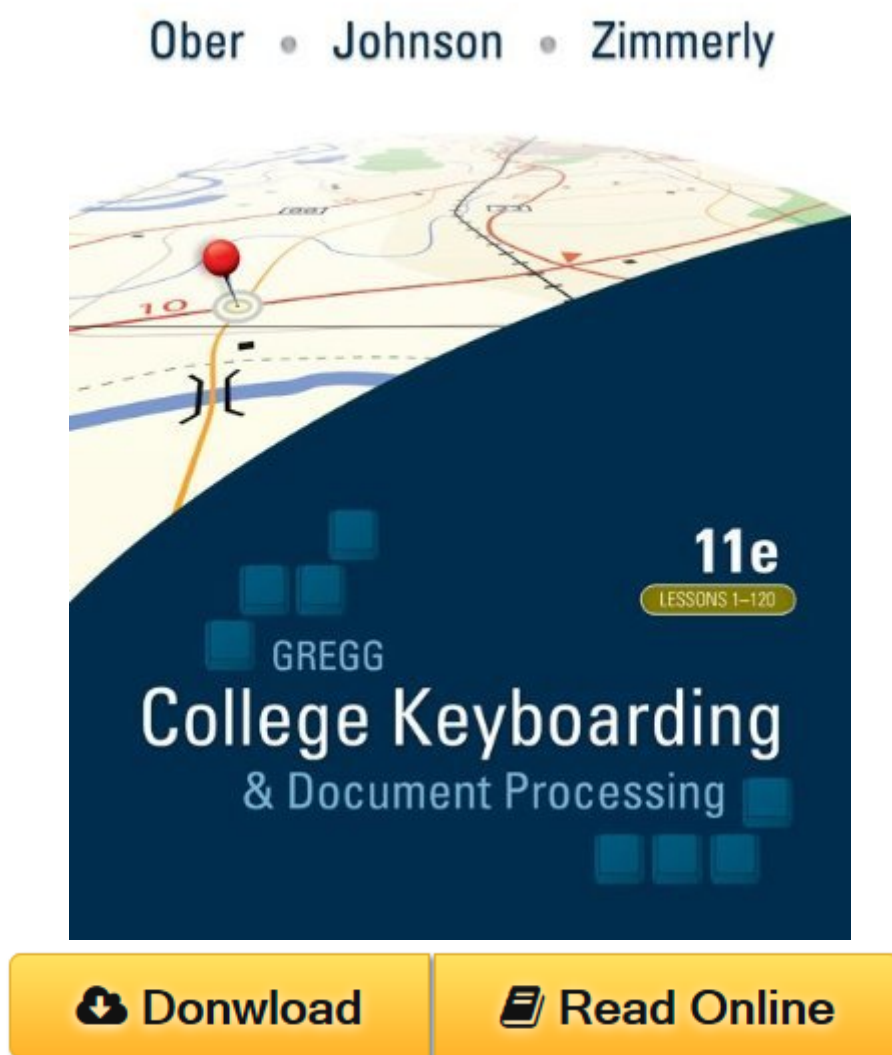 Ober • Johnson • Zimmerly
10
11e
LESSONS 1–120
GREGG
College Keyboarding
& Document Processing
Donwload
Read Online